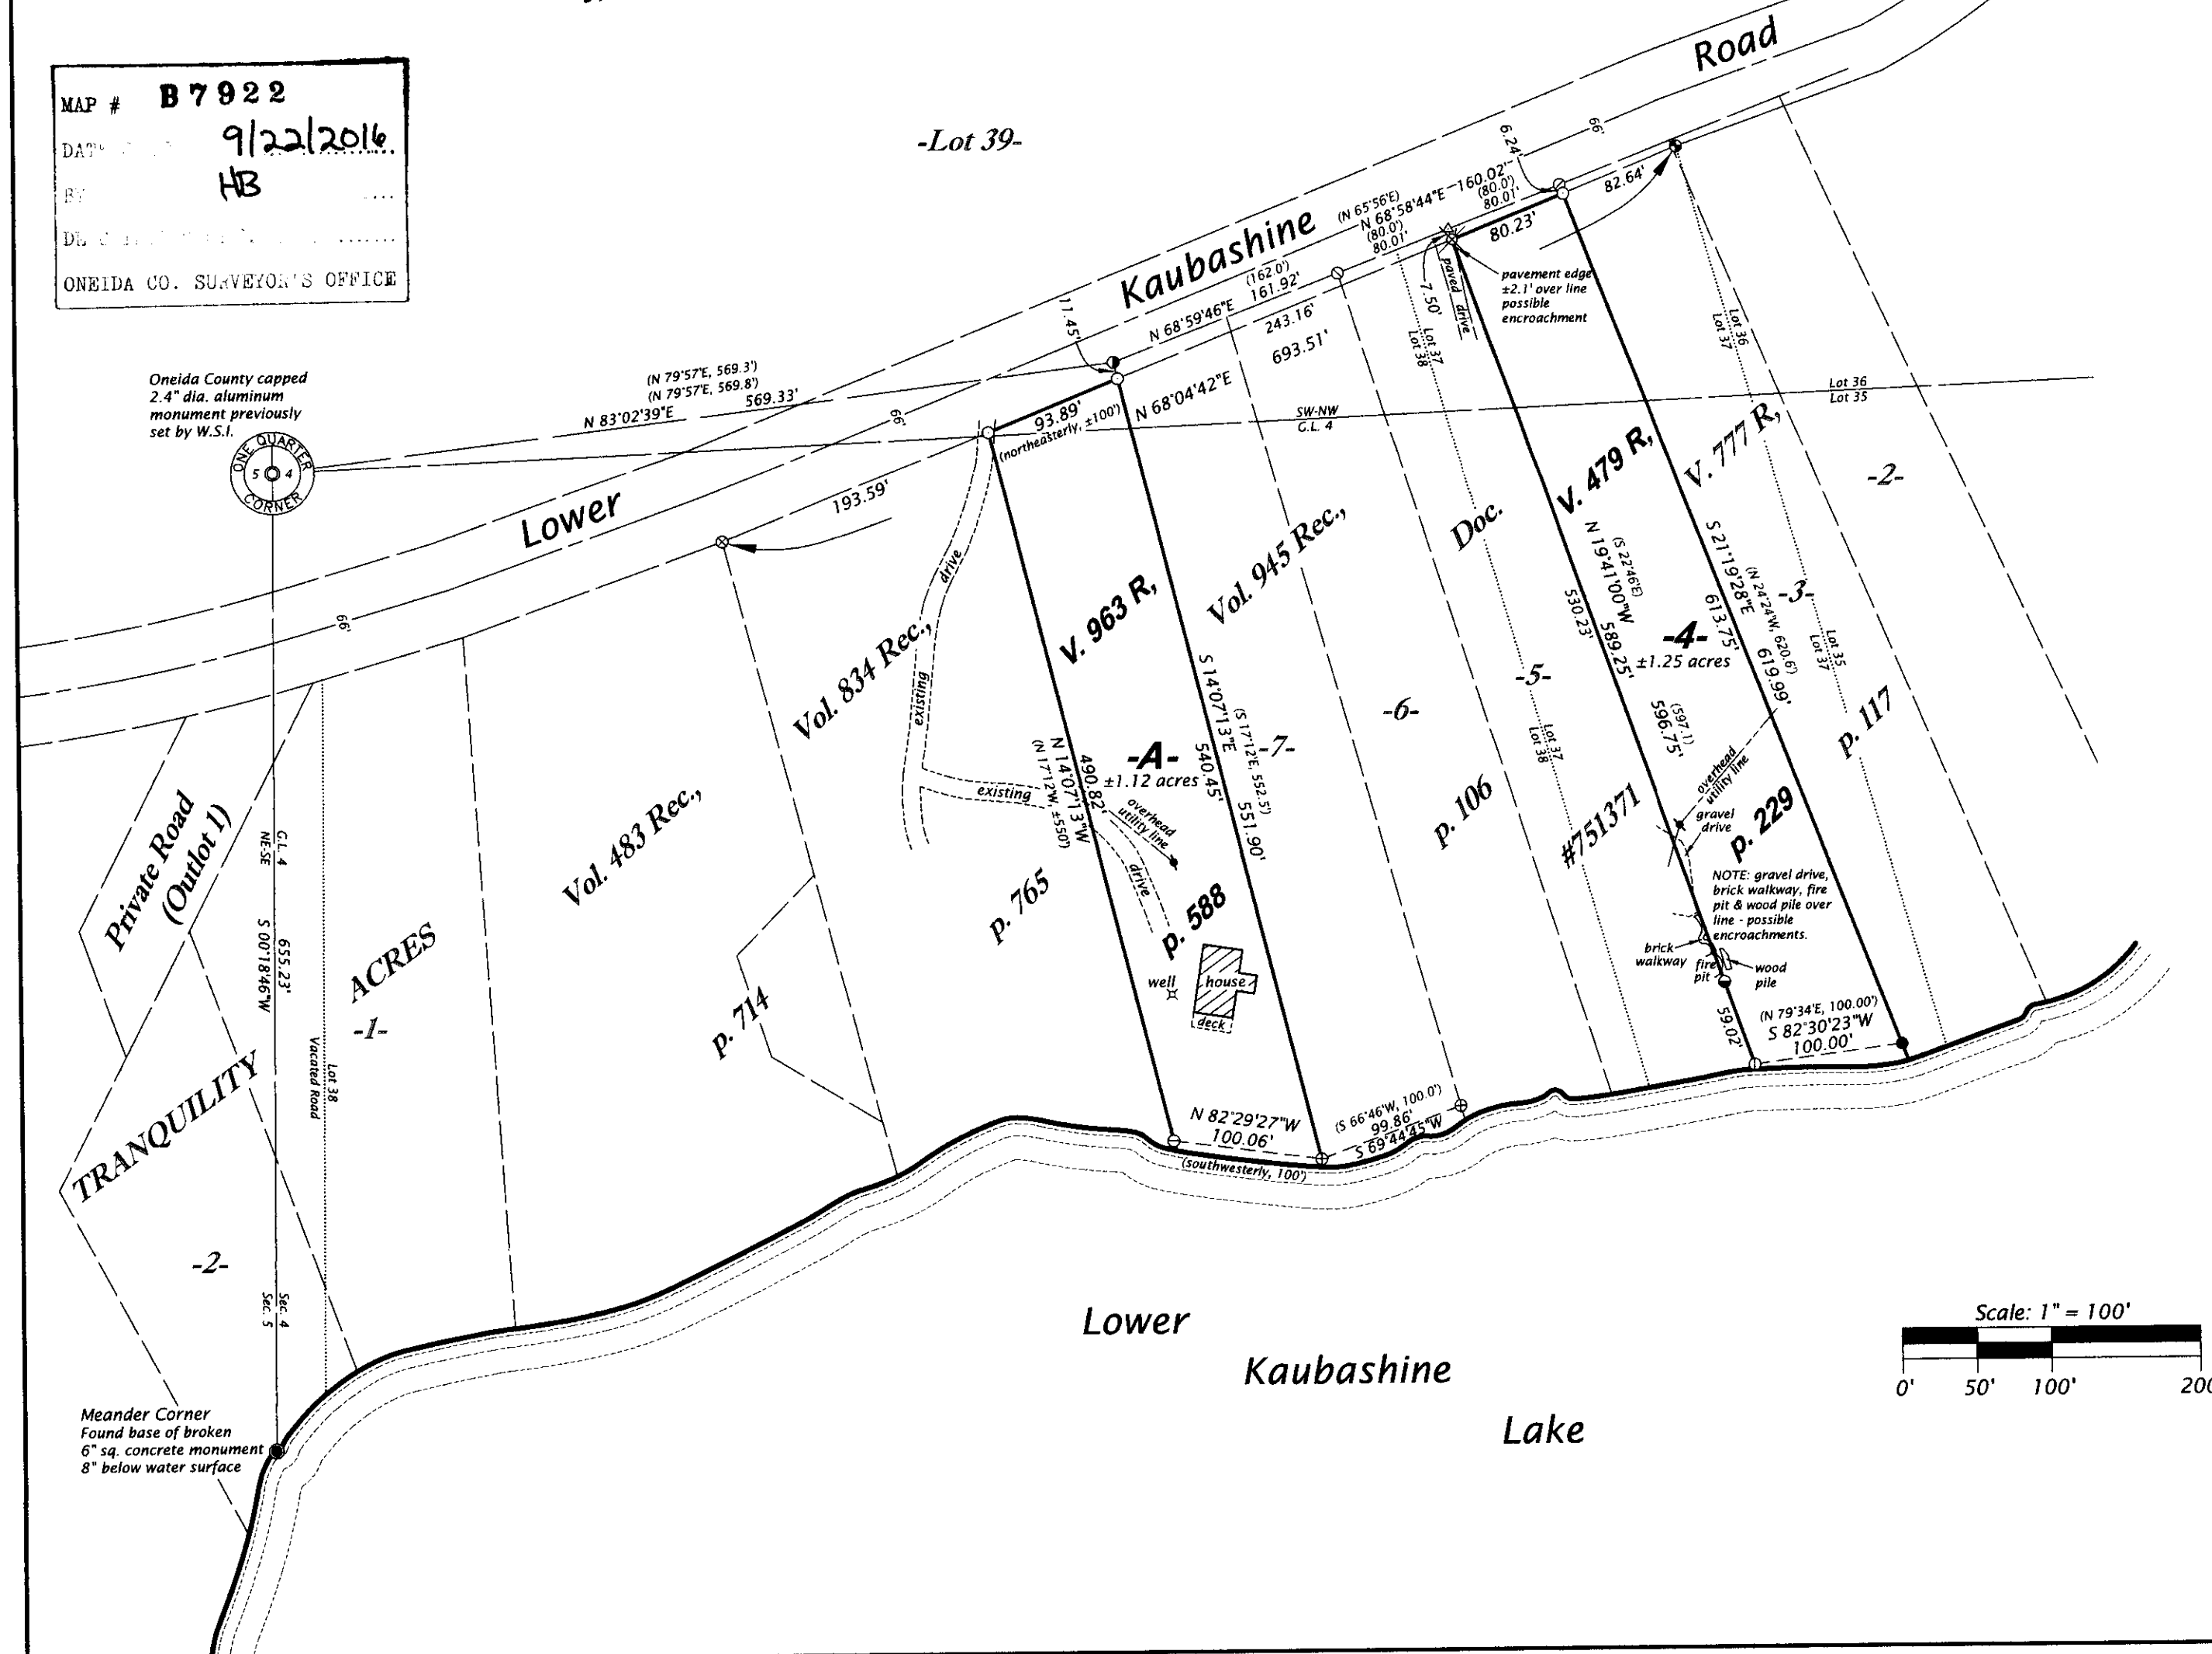 MAP # B7922
DATE 9/22/2016
BY HB
ONEIDA CO. SURVEYOR'S OFFICE
-Lot 39-
Lower
Kaubashine
Road
Oneida County capped
2.4" dia. aluminum
monument previously
set by W.S.I.
ONE QUARTER
5 4
CORNER
(N 79°57'E, 569.3')
(N 79°57'E, 569.8')
N 83°02'39"E 569.33'
66'
66'
66'
11.45'
N 68°59'46"E
(162.0')
161.92'
243.16'
693.51'
N 68°04'42"E
93.89'
(northeasterly, ±100')
193.59'
(N 65°56'E)
N 68°58'44"E 160.02'
(80.0')
80.01'
(80.0')
80.01'
6.24'
7.50'
80.23'
82.64'
paved drive
pavement edge
±2.1' over line
possible
encroachment
Lot 37
Lot 38
Lot 36
Lot 37
SW-NW
G.L. 4
Lot 36
Lot 35
Lot 35
Lot 37
Lot 37
Lot 38
Private Road
(Outlot 1)
G.L. 4
NE-SE
655.23'
S 00°18'46"W
Lot 38
Vacated Road
Sec. 4
Sec. 5
TRANQUILITY
ACRES
-1-
-2-
Vol. 483 Rec.,
p. 714
Vol. 834 Rec.,
p. 765
existing
drive
existing
drive
V. 963 R,
p. 588
-A-
±1.12 acres
490.82'
N 14°07'13"W
(N 17°12'W, ±550')
S 14°07'13"E
540.45'
(S 17°12'E, 552.5')
551.90'
overhead
utility line
well
house
deck
N 82°29'27"W
100.06'
(southwesterly, 100')
Vol. 945 Rec.,
p. 106
-7-
-6-
(S 66°46'W, 100.0')
99.86'
S 69°44'45"W
Doc.
#751371
-5-
V. 479 R,
p. 229
-4-
±1.25 acres
530.23'
N 19°41'00"W
589.25'
(S 22°46'E)
(597.1)
596.75'
S 21°19'28"E
613.75'
(N 24°24'W, 620.6')
619.99'
overhead
utility line
gravel
drive
NOTE: gravel drive,
brick walkway, fire
pit & wood pile over
line - possible
encroachments.
brick
walkway
fire
pit
wood
pile
59.02'
(N 79°34'E, 100.00')
S 82°30'23"W
100.00'
V. 777 R,
p. 117
-3-
-2-
Meander Corner
Found base of broken
6" sq. concrete monument
8" below water surface
Lower
Kaubashine
Lake
Scale: 1" = 100'
0' 50' 100' 200